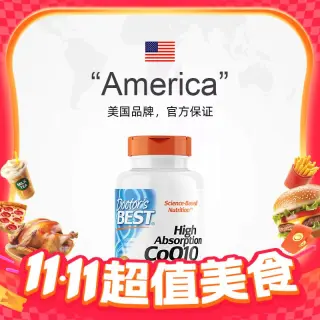 “America”
美国品牌，官方保证
Doctor's
BEST
Science-Based
Nutrition™
High
Absorption
CoQ10
11·11超值美食